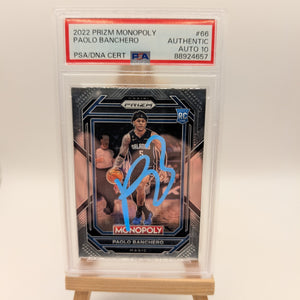 2022 PRIZM MONOPOLY #66
PAOLO BANCHERO AUTHENTIC
AUTO 10
PSA/DNA CERT PSA 88924657
PRIZM
RC
MONOPOLY
PAOLO BANCHERO
MAGIC